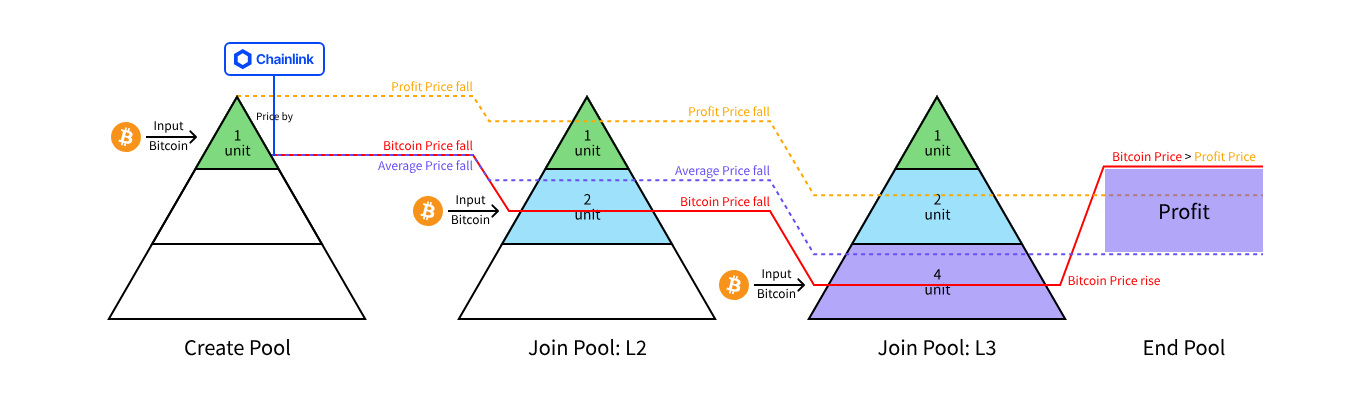 Chainlink
Input
Bitcoin
Price by
1
unit
Profit Price fall
Bitcoin Price fall
Average Price fall
Input
Bitcoin
1
unit
2
unit
Profit Price fall
Average Price fall
Bitcoin Price fall
Input
Bitcoin
1
unit
2
unit
4
unit
Bitcoin Price > Profit Price
Profit
Bitcoin Price rise
Create Pool
Join Pool: L2
Join Pool: L3
End Pool